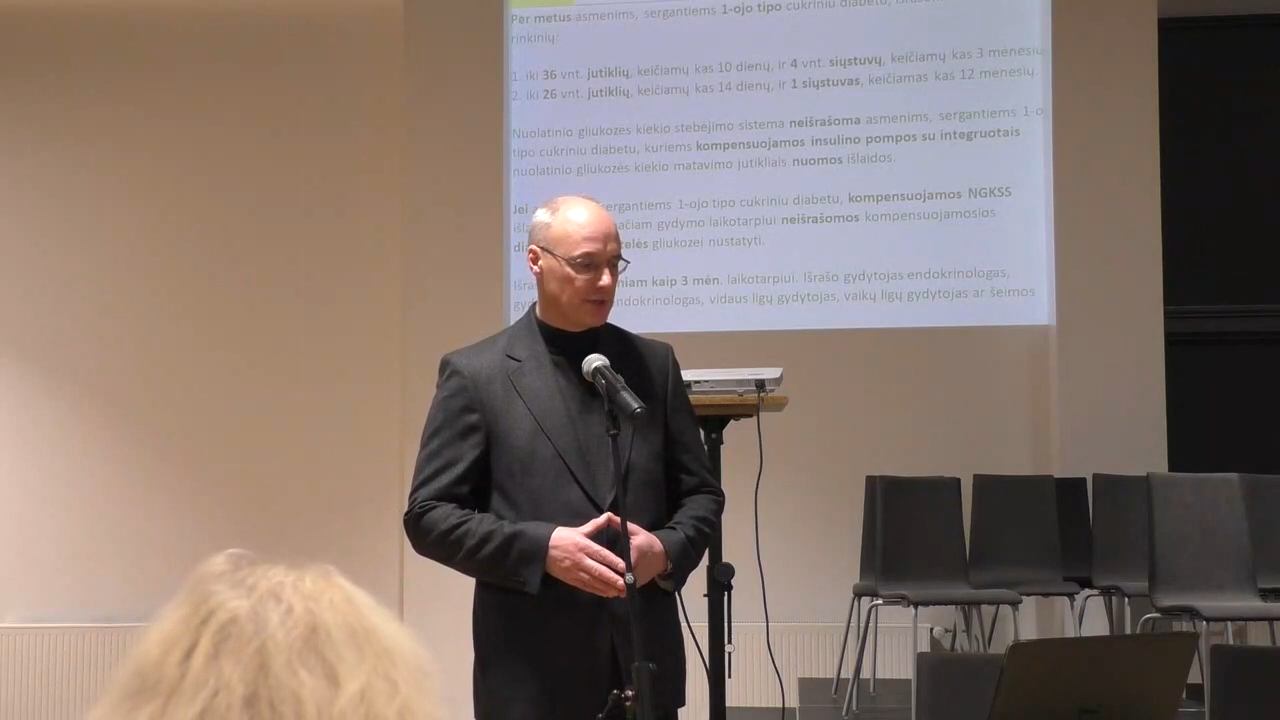 Per metus asmenims, sergantiems 1-ojo tipo cukriniu diabetu,
rinkinių:
1. iki 36 vnt. jutiklių, keičiamų kas 10 dienų, ir 4 vnt. siųstuvų, keičiamų kas 3 mėnesių
2. iki 26 vnt. jutiklių, keičiamų kas 14 dienų, ir 1 siųstuvas, keičiamas kas 12 mėnesių.
Nuolatinio gliukozės kiekio stebėjimo sistema neišrašoma asmenims, sergantiems 1-o
tipo cukriniu diabetu, kuriems kompensuojamos insulino pompos su integruotais
nuolatinio gliukozės kiekio matavimo jutikliais nuomos išlaidos.
Jei sergantiems 1-ojo tipo cukriniu diabetu, kompensuojamos NGKSS
gydymo laikotarpiui neišrašomos kompensuojamosios
gliukozei nustatyti.
kaip 3 mėn. laikotarpiui. Išrašo gydytojas endokrinologas,
endokrinologas, vidaus ligų gydytojas, vaikų ligų gydytojas ar šeimos